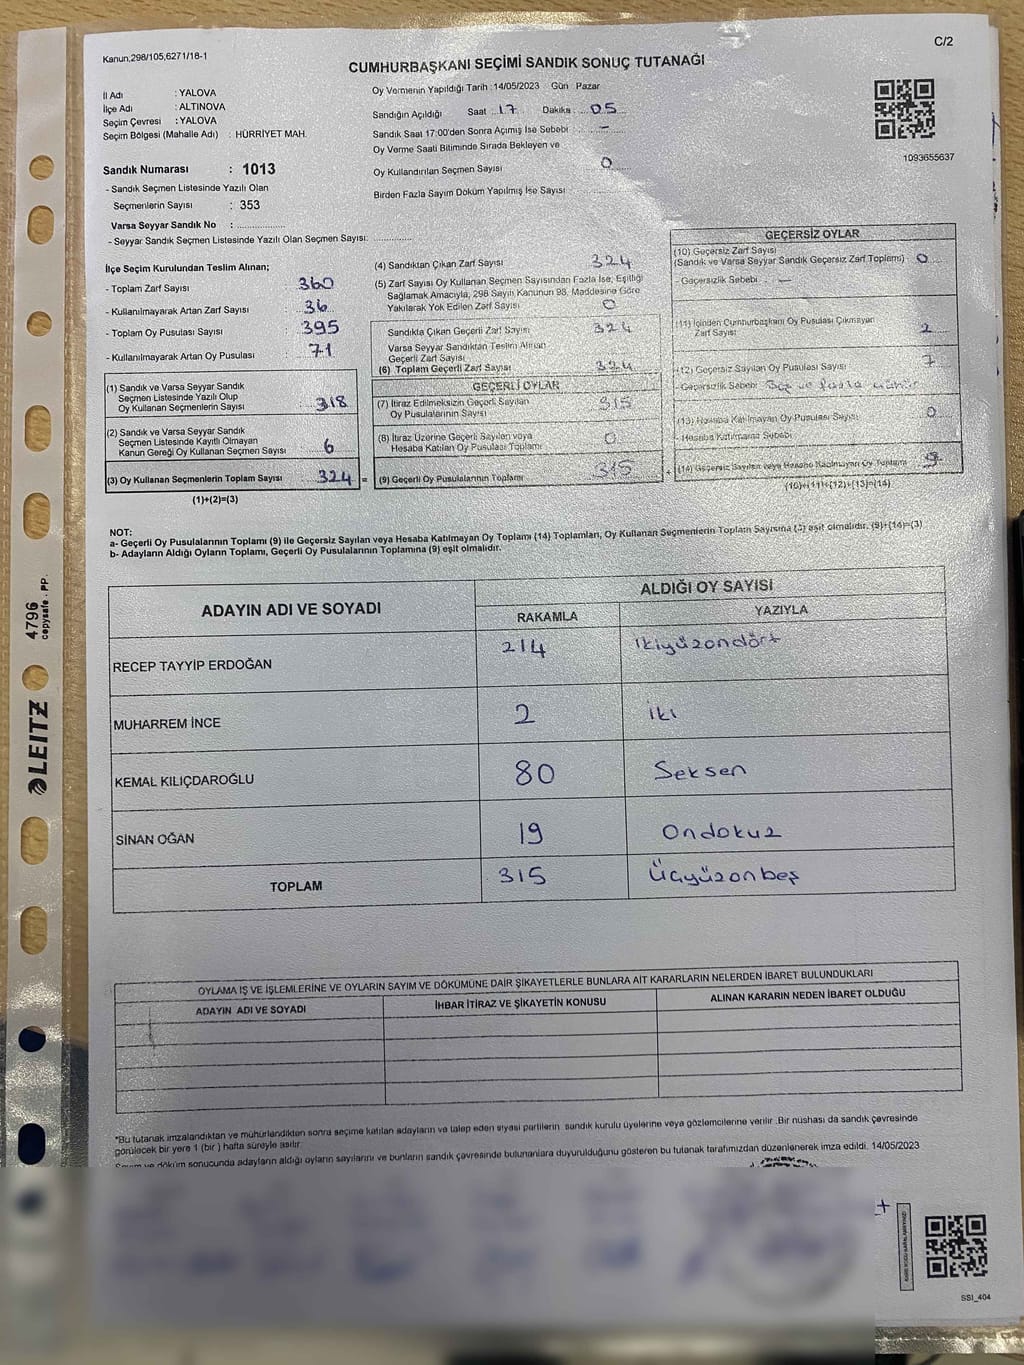 Kanun,298/105,6271/18-1
C/2
CUMHURBAŞKANI SEÇİMİ SANDIK SONUÇ TUTANAĞI
İl Adı : YALOVA
İlçe Adı : ALTINOVA
Seçim Çevresi : YALOVA
Seçim Bölgesi (Mahalle Adı) : HÜRRİYET MAH.
Sandık Numarası : 1013
- Sandık Seçmen Listesinde Yazılı Olan
Seçmenlerin Sayısı : 353
Varsa Seyyar Sandık No : ..................
- Seyyar Sandık Seçmen Listesinde Yazılı Olan Seçmen Sayısı: ..............
Oy Vermenin Yapıldığı Tarih :14/05/2023 Gün Pazar
Sandığın Açıldığı Saat 17 Dakika 05
Sandık Saat 17:00'den Sonra Açımış İse Sebebi : -
Oy Verme Saati Bitiminde Sırada Bekleyen ve
Oy Kullandırılan Seçmen Sayısı 0
Birden Fazla Sayım Döküm Yapılmış İse Sayısı :
1093655637
İlçe Seçim Kurulundan Teslim Alınan;
- Toplam Zarf Sayısı : 360
- Kullanılmayarak Artan Zarf Sayısı : 36
- Toplam Oy Pusulası Sayısı : 395
- Kullanılmayarak Artan Oy Pusulası : 71
(1) Sandık ve Varsa Seyyar Sandık
Seçmen Listesinde Yazılı Olup
Oy Kullanan Seçmenlerin Sayısı : 318
(2) Sandık ve Varsa Seyyar Sandık
Seçmen Listesinde Kayıtlı Olmayan
Kanun Gereği Oy Kullanan Seçmen Sayısı : 6
(3) Oy Kullanan Seçmenlerin Toplam Sayısı 324 =
(1)+(2)=(3)
(4) Sandıktan Çıkan Zarf Sayısı 324
(5) Zarf Sayısı Oy Kullanan Seçmen Sayısından Fazla İse, Eşitliği
Sağlamak Amacıyla, 298 Sayılı Kanunun 98. Maddesine Göre
Yakılarak Yok Edilen Zarf Sayısı : 0
Sandıkta Çıkan Geçerli Zarf Sayısı : 324
Varsa Seyyar Sandıktan Teslim Alınan
Geçerli Zarf Sayısı
(6) Toplam Geçerli Zarf Sayısı 324
GEÇERLİ OYLAR
(7) İtiraz Edilmeksizin Geçerli Sayılan
Oy Pusulalarının Sayısı 315
(8) İtiraz Üzerine Geçerli Sayılan veya
Hesaba Katılan Oy Pusulası Toplamı 0
(9) Geçerli Oy Pusulalarının Toplamı 315 +
GEÇERSİZ OYLAR
(10) Geçersiz Zarf Sayısı
(Sandık ve Varsa Seyyar Sandık Geçersiz Zarf Toplamı) 0
- Geçersizlik Sebebi : -
(11) İçinden Cumhurbaşkanı Oy Pusulası Çıkmayan
Zarf Sayısı 2
(12) Geçersiz Sayılan Oy Pusulası Sayısı 7
- Geçersizlik Sebebi
(13) Hesaba Katılmayan Oy Pusulası Sayısı 0
- Hesaba Katılmama Sebebi
(14) Geçersiz Sayılan veya Hesaba Katılmayan Oy Toplamı 9
(10)+(11)+(12)+(13)=(14)
NOT:
a- Geçerli Oy Pusulalarının Toplamı (9) ile Geçersiz Sayılan veya Hesaba Katılmayan Oy Toplamı (14) Toplamları, Oy Kullanan Seçmenlerin Toplam Sayısına (3) eşit olmalıdır. (9)+(14)=(3)
b- Adayların Aldığı Oyların Toplamı, Geçerli Oy Pusulalarının Toplamına (9) eşit olmalıdır.
ADAYIN ADI VE SOYADI
ALDIĞI OY SAYISI
RAKAMLA YAZIYLA
RECEP TAYYİP ERDOĞAN 214 ikiyüzondört
MUHARREM İNCE 2 iki
KEMAL KILIÇDAROĞLU 80 Seksen
SİNAN OĞAN 19 Ondokuz
TOPLAM 315 Üçyüzonbeş
OYLAMA İŞ VE İŞLEMLERİNE VE OYLARIN SAYIM VE DÖKÜMÜNE DAİR ŞİKAYETLERLE BUNLARA AİT KARARLARIN NELERDEN İBARET BULUNDUKLARI
ADAYIN ADI VE SOYADI İHBAR İTİRAZ VE ŞİKAYETİN KONUSU ALINAN KARARIN NEDEN İBARET OLDUĞU
*Bu tutanak imzalandıktan ve mühürlendikten sonra seçime katılan adayların ve talep eden siyasi partilerin sandık kurulu üyelerine veya gözlemcilerine verilir .Bir nüshası da sandık çevresinde
görülecek bir yere 1 (bir ) hafta süreyle asılır.
Sayım ve döküm sonucunda adayların aldığı oyların sayılarını ve bunların sandık çevresinde bulunanlara duyurulduğunu gösteren bu tutanak tarafımızdan düzenlenerek imza edildi. 14/05/2023
SSI_404
LEITZ 4796
copysafe . PP.